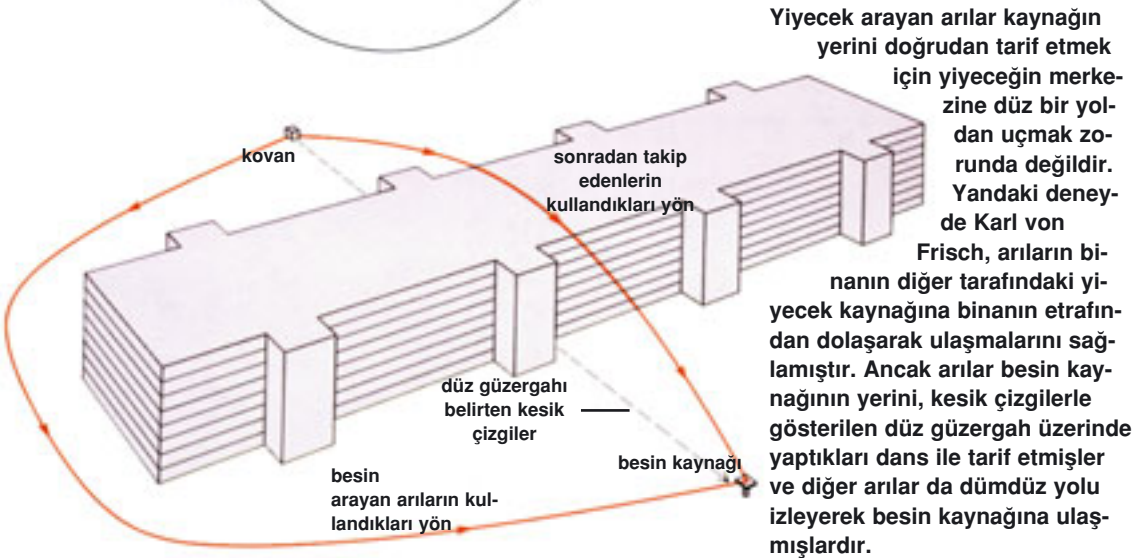 Yiyecek arayan arılar kaynağın
yerini doğrudan tarif etmek
için yiyeceğin merke-
zine düz bir yol-
dan uçmak zo-
runda değildir.
Yandaki deney-
de Karl von
Frisch, arıların bi-
nanın diğer tarafındaki yi-
yecek kaynağına binanın etrafın-
dan dolaşarak ulaşmalarını sağ-
lamıştır. Ancak arılar besin kay-
nağının yerini, kesik çizgilerle
gösterilen düz güzergah üzerinde
yaptıkları dans ile tarif etmişler
ve diğer arılar da dümdüz yolu
izleyerek besin kaynağına ulaş-
mışlardır.
kovan
sonradan takip
edenlerin
kullandıkları yön
düz güzergahı
belirten kesik
çizgiler
besin kaynağı
besin
arayan arıların kul-
landıkları yön